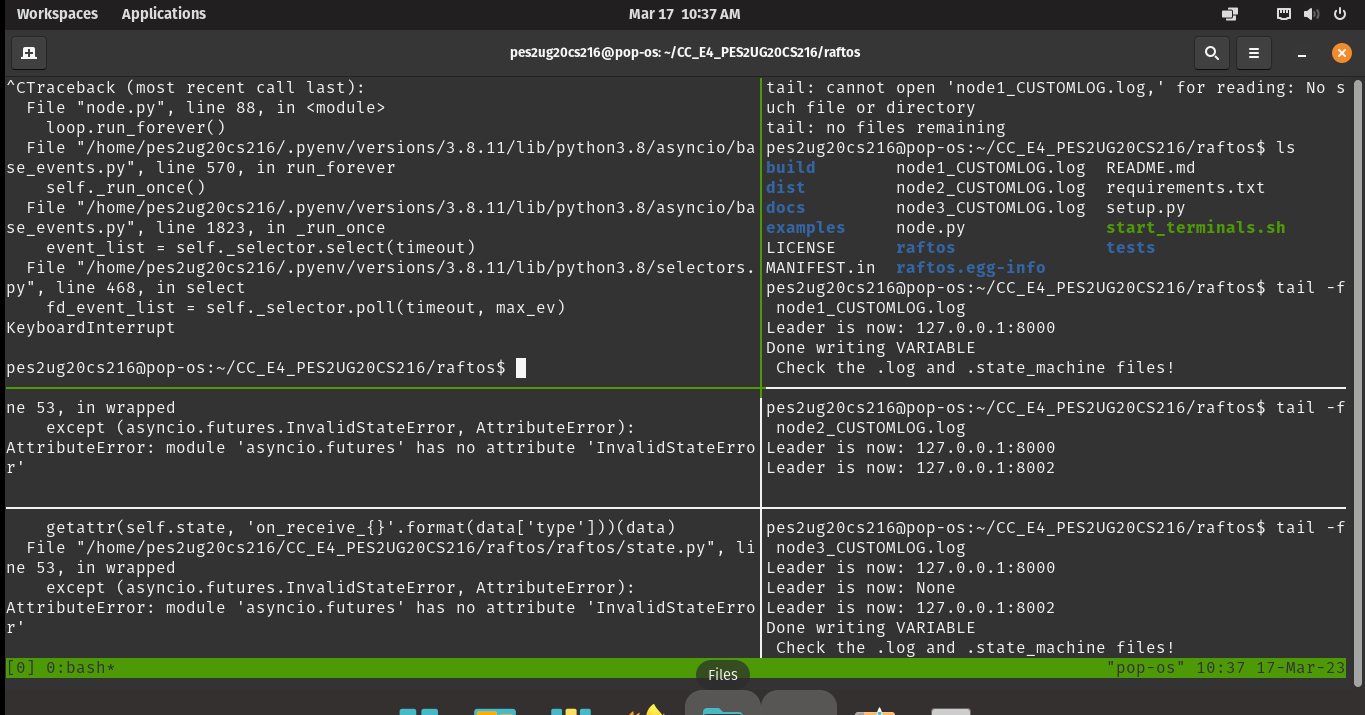 Workspaces Applications Mar 17 10:37 AM
pes2ug20cs216@pop-os: ~/CC_E4_PES2UG20CS216/raftos
^CTraceback (most recent call last):
  File "node.py", line 88, in <module>
    loop.run_forever()
  File "/home/pes2ug20cs216/.pyenv/versions/3.8.11/lib/python3.8/asyncio/ba
se_events.py", line 570, in run_forever
    self._run_once()
  File "/home/pes2ug20cs216/.pyenv/versions/3.8.11/lib/python3.8/asyncio/ba
se_events.py", line 1823, in _run_once
    event_list = self._selector.select(timeout)
  File "/home/pes2ug20cs216/.pyenv/versions/3.8.11/lib/python3.8/selectors.
py", line 468, in select
    fd_event_list = self._selector.poll(timeout, max_ev)
KeyboardInterrupt
pes2ug20cs216@pop-os:~/CC_E4_PES2UG20CS216/raftos$
tail: cannot open 'node1_CUSTOMLOG.log,' for reading: No s
uch file or directory
tail: no files remaining
pes2ug20cs216@pop-os:~/CC_E4_PES2UG20CS216/raftos$ ls
build        node1_CUSTOMLOG.log  README.md
dist         node2_CUSTOMLOG.log  requirements.txt
docs         node3_CUSTOMLOG.log  setup.py
examples     node.py              start_terminals.sh
LICENSE      raftos               tests
MANIFEST.in  raftos.egg-info
pes2ug20cs216@pop-os:~/CC_E4_PES2UG20CS216/raftos$ tail -f
 node1_CUSTOMLOG.log
Leader is now: 127.0.0.1:8000
Done writing VARIABLE
 Check the .log and .state_machine files!
ne 53, in wrapped
    except (asyncio.futures.InvalidStateError, AttributeError):
AttributeError: module 'asyncio.futures' has no attribute 'InvalidStateErro
r'
pes2ug20cs216@pop-os:~/CC_E4_PES2UG20CS216/raftos$ tail -f
 node2_CUSTOMLOG.log
Leader is now: 127.0.0.1:8000
Leader is now: 127.0.0.1:8002
    getattr(self.state, 'on_receive_{}'.format(data['type']))(data)
  File "/home/pes2ug20cs216/CC_E4_PES2UG20CS216/raftos/raftos/state.py", li
ne 53, in wrapped
    except (asyncio.futures.InvalidStateError, AttributeError):
AttributeError: module 'asyncio.futures' has no attribute 'InvalidStateErro
r'
pes2ug20cs216@pop-os:~/CC_E4_PES2UG20CS216/raftos$ tail -f
 node3_CUSTOMLOG.log
Leader is now: 127.0.0.1:8000
Leader is now: None
Leader is now: 127.0.0.1:8002
Done writing VARIABLE
 Check the .log and .state_machine files!
[0] 0:bash* "pop-os" 10:37 17-Mar-23
Files